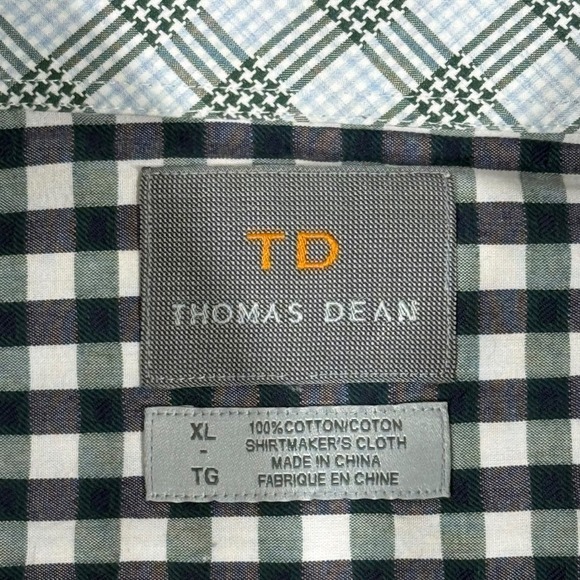 TD
THOMAS DEAN
XL
-
TG
100% COTTON/COTON
SHIRTMAKER'S CLOTH
MADE IN CHINA
FABRIQUE EN CHINE